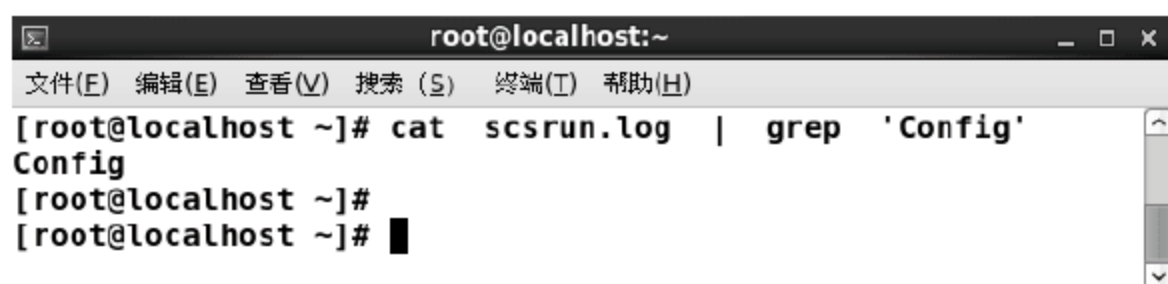 root@localhost:~
文件(F) 编辑(E) 查看(V) 搜索 (S) 终端(T) 帮助(H)
[root@localhost ~]# cat  scsrun.log  |  grep  'Config'
Config
[root@localhost ~]#
[root@localhost ~]#